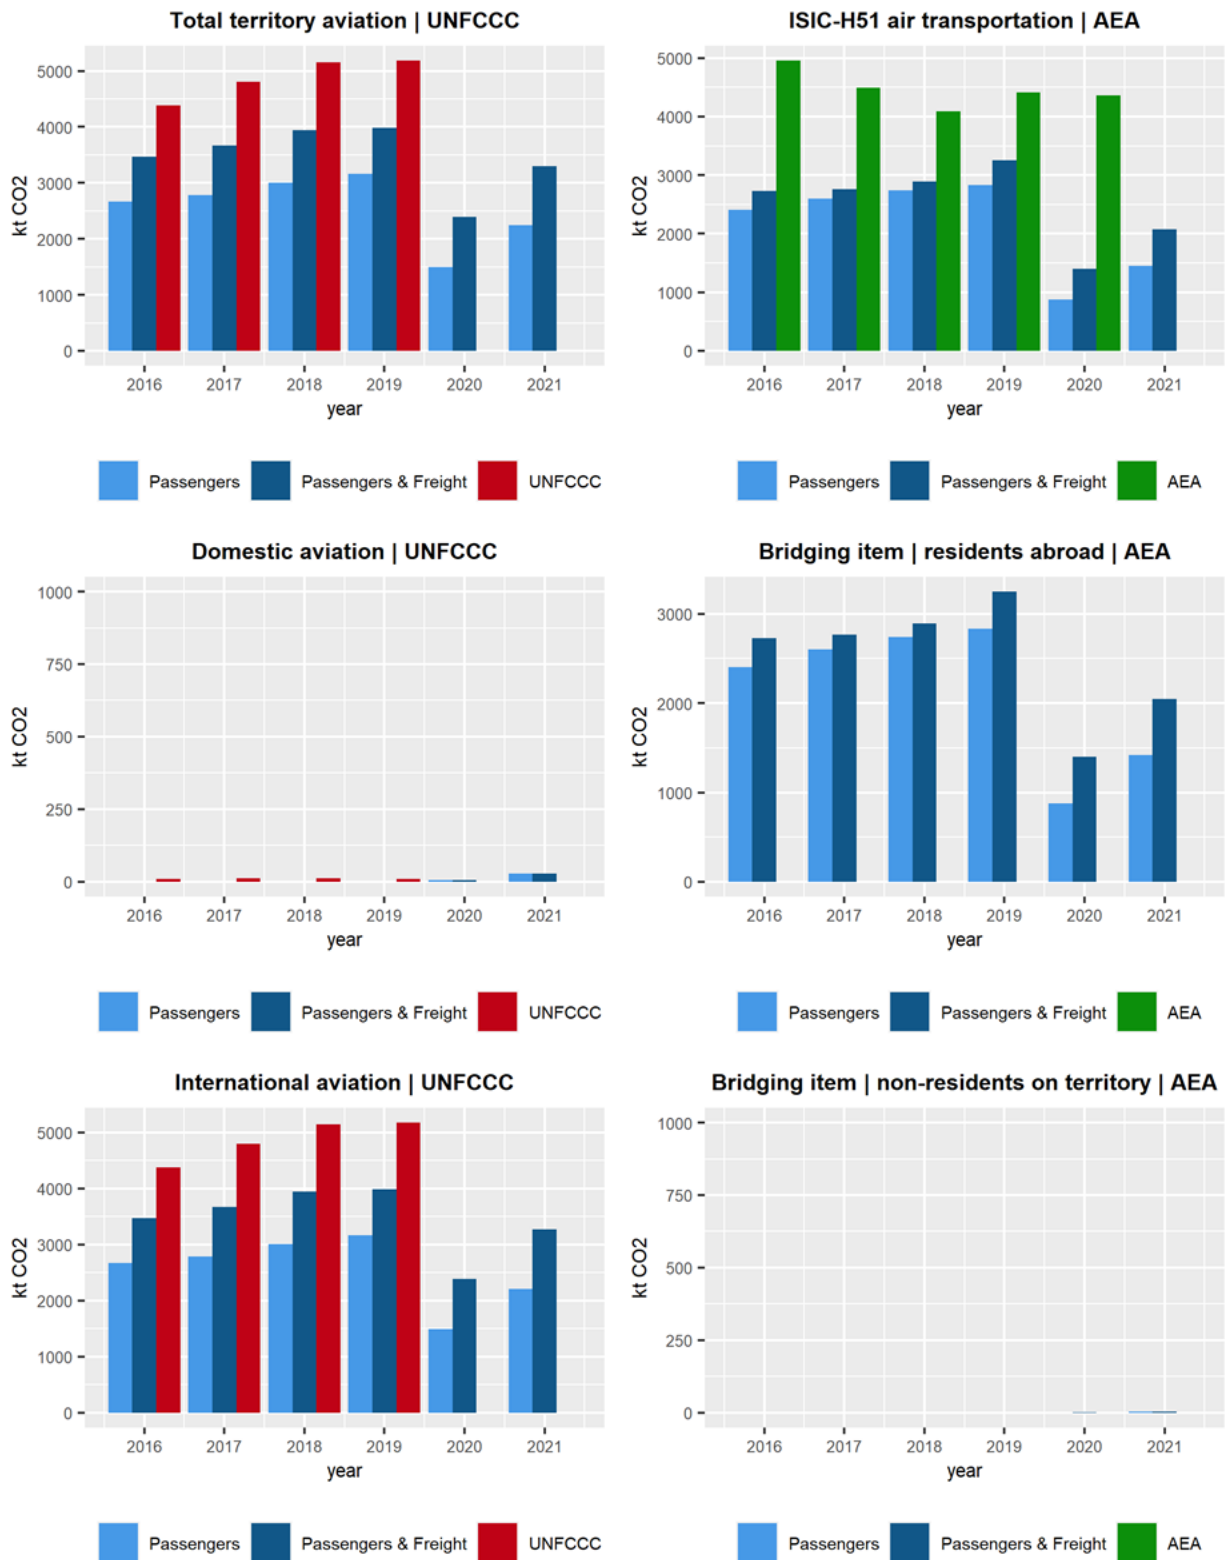 Total territory aviation | UNFCCC
kt CO2
5000
4000
3000
2000
1000
0
2016 2017 2018 2019 2020 2021
year
Passengers Passengers & Freight UNFCCC
ISIC-H51 air transportation | AEA
kt CO2
5000
4000
3000
2000
1000
0
2016 2017 2018 2019 2020 2021
year
Passengers Passengers & Freight AEA
Domestic aviation | UNFCCC
kt CO2
1000
750
500
250
0
2016 2017 2018 2019 2020 2021
year
Passengers Passengers & Freight UNFCCC
Bridging item | residents abroad | AEA
kt CO2
3000
2000
1000
0
2016 2017 2018 2019 2020 2021
year
Passengers Passengers & Freight AEA
International aviation | UNFCCC
kt CO2
5000
4000
3000
2000
1000
0
2016 2017 2018 2019 2020 2021
year
Passengers Passengers & Freight UNFCCC
Bridging item | non-residents on territory | AEA
kt CO2
1000
750
500
250
0
2016 2017 2018 2019 2020 2021
year
Passengers Passengers & Freight AEA